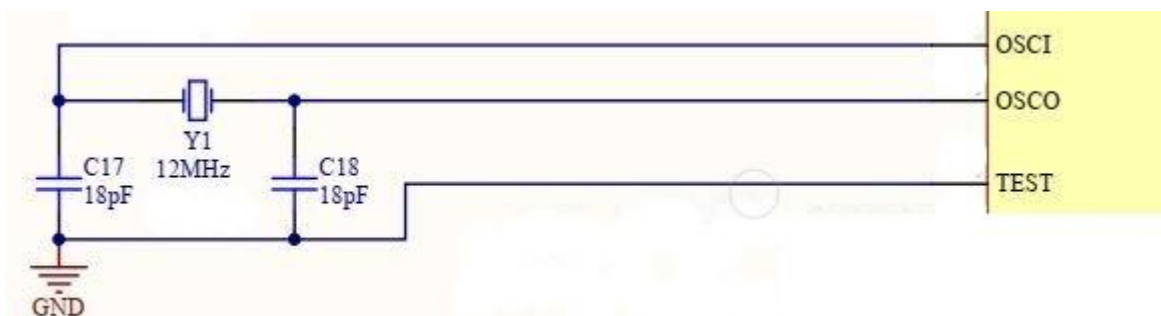 OSCI
OSCO
Y1
12MHz
C17
18pF
C18
18pF
TEST
GND